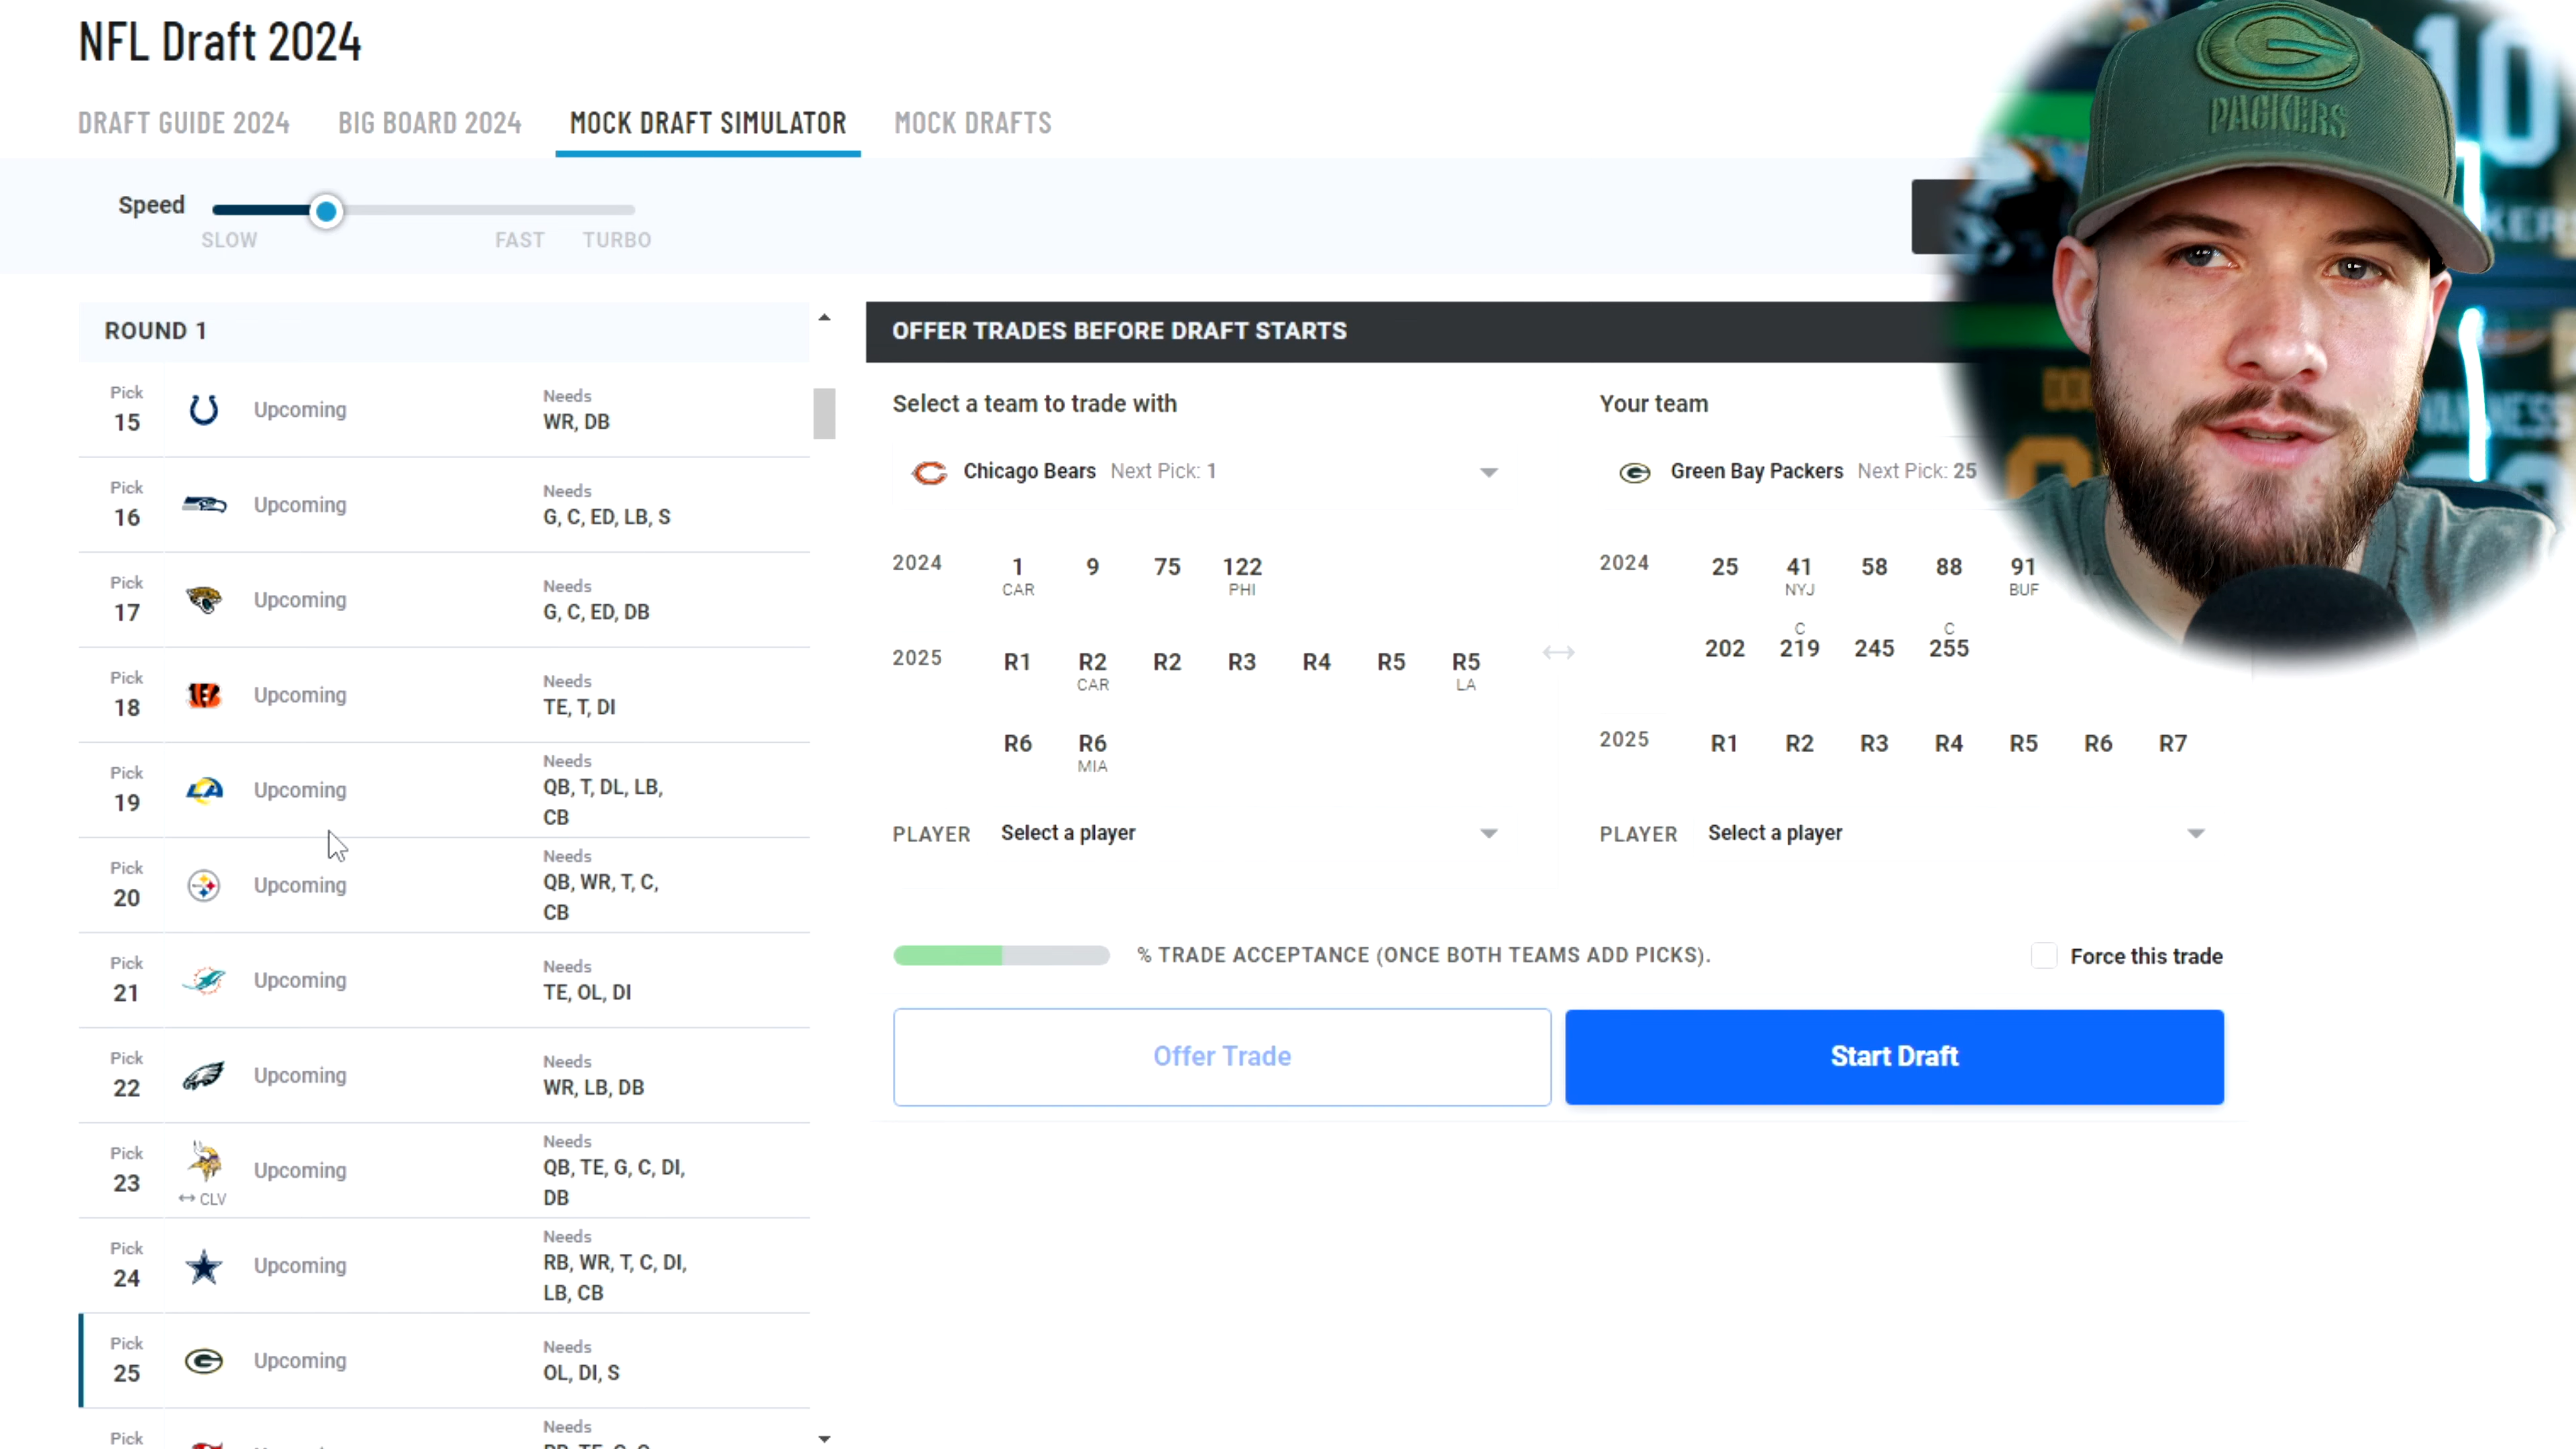 NFL Draft 2024
DRAFT GUIDE 2024 BIG BOARD 2024 MOCK DRAFT SIMULATOR MOCK DRAFTS
Speed
SLOW FAST TURBO
ROUND 1
Pick 15 Upcoming Needs WR, DB
Pick 16 Upcoming Needs G, C, ED, LB, S
Pick 17 Upcoming Needs G, C, ED, DB
Pick 18 Upcoming Needs TE, T, DI
Pick 19 Upcoming Needs QB, T, DL, LB,
CB
Pick 20 Upcoming Needs QB, WR, T, C,
CB
Pick 21 Upcoming Needs TE, OL, DI
Pick 22 Upcoming Needs WR, LB, DB
Pick 23 Upcoming Needs QB, TE, G, C, DI,
↔ CLV DB
Pick 24 Upcoming Needs RB, WR, T, C, DI,
LB, CB
Pick 25 Upcoming Needs OL, DI, S
Pick Needs
OFFER TRADES BEFORE DRAFT STARTS
Select a team to trade with
Chicago Bears Next Pick: 1
2024 1 9 75 122
CAR PHI
2025 R1 R2 R2 R3 R4 R5 R5
CAR LA
R6 R6
MIA
PLAYER Select a player
Your team
Green Bay Packers Next Pick: 25
2024 25 41 58 88 91
NYJ BUF
C C
202 219 245 255
2025 R1 R2 R3 R4 R5 R6 R7
PLAYER Select a player
% TRADE ACCEPTANCE (ONCE BOTH TEAMS ADD PICKS).
Force this trade
Offer Trade
Start Draft
G
PACKERS
10